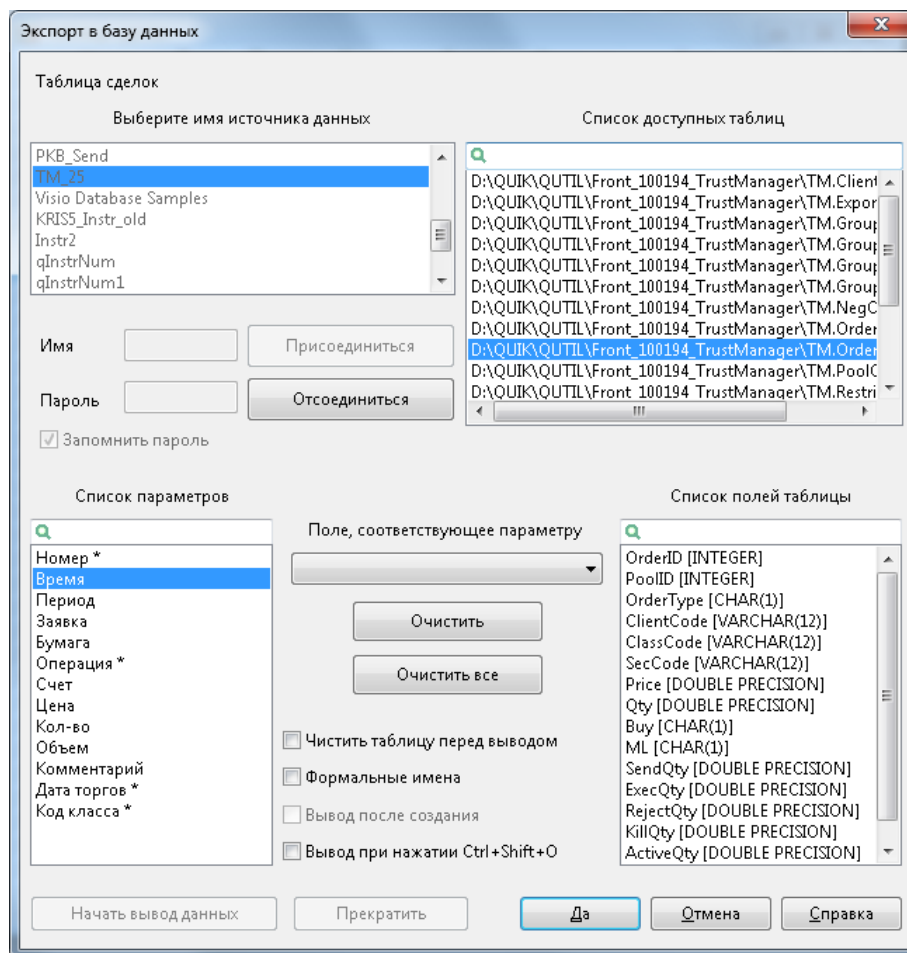 Экспорт в базу данных
Таблица сделок
Выберите имя источника данных
PKB_Send
TM_25
Visio Database Samples
KRIS5_Instr_old
Instr2
qInstrNum
qInstrNum1
Список доступных таблиц
D:\QUIK\QUTIL\Front_100194_TrustManager\TM.Client
D:\QUIK\QUTIL\Front_100194_TrustManager\TM.Expor
D:\QUIK\QUTIL\Front_100194_TrustManager\TM.Group
D:\QUIK\QUTIL\Front_100194_TrustManager\TM.Group
D:\QUIK\QUTIL\Front_100194_TrustManager\TM.Group
D:\QUIK\QUTIL\Front_100194_TrustManager\TM.Group
D:\QUIK\QUTIL\Front_100194_TrustManager\TM.NegC
D:\QUIK\QUTIL\Front_100194_TrustManager\TM.Order
D:\QUIK\QUTIL\Front_100194_TrustManager\TM.Order
D:\QUIK\QUTIL\Front_100194_TrustManager\TM.PoolC
D:\QUIK\QUTIL\Front_100194_TrustManager\TM.Restri
Имя
Присоединиться
Пароль
Отсоединиться
Запомнить пароль
Список параметров
Номер *
Время
Период
Заявка
Бумага
Операция *
Счет
Цена
Кол-во
Объем
Комментарий
Дата торгов *
Код класса *
Поле, соответствующее параметру
Очистить
Очистить все
Чистить таблицу перед выводом
Формальные имена
Вывод после создания
Вывод при нажатии Ctrl+Shift+O
Список полей таблицы
OrderID [INTEGER]
PoolID [INTEGER]
OrderType [CHAR(1)]
ClientCode [VARCHAR(12)]
ClassCode [VARCHAR(12)]
SecCode [VARCHAR(12)]
Price [DOUBLE PRECISION]
Qty [DOUBLE PRECISION]
Buy [CHAR(1)]
ML [CHAR(1)]
SendQty [DOUBLE PRECISION]
ExecQty [DOUBLE PRECISION]
RejectQty [DOUBLE PRECISION]
KillQty [DOUBLE PRECISION]
ActiveQty [DOUBLE PRECISION]
Начать вывод данных
Прекратить
Да
Отмена
Справка